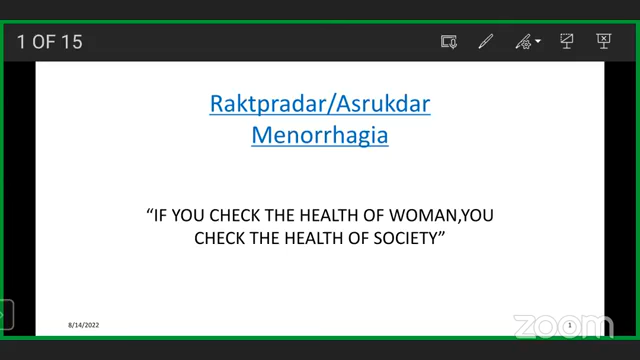 1 OF 15
Raktpradar/Asrukdar
Menorrhagia
“IF YOU CHECK THE HEALTH OF WOMAN,YOU
CHECK THE HEALTH OF SOCIETY”
8/14/2022
1
zoom